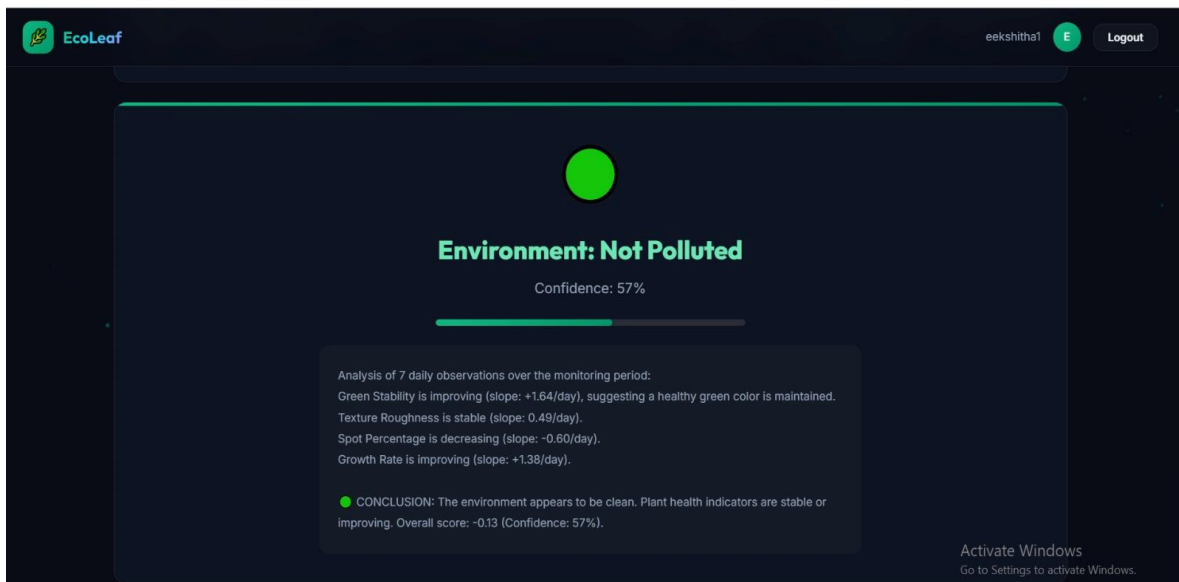 EcoLeaf
eekshitha1
E
Logout
Environment: Not Polluted
Confidence: 57%
Analysis of 7 daily observations over the monitoring period:
Green Stability is improving (slope: +1.64/day), suggesting a healthy green color is maintained.
Texture Roughness is stable (slope: 0.49/day).
Spot Percentage is decreasing (slope: -0.60/day).
Growth Rate is improving (slope: +1.38/day).
CONCLUSION: The environment appears to be clean. Plant health indicators are stable or
improving. Overall score: -0.13 (Confidence: 57%).
Activate Windows
Go to Settings to activate Windows.